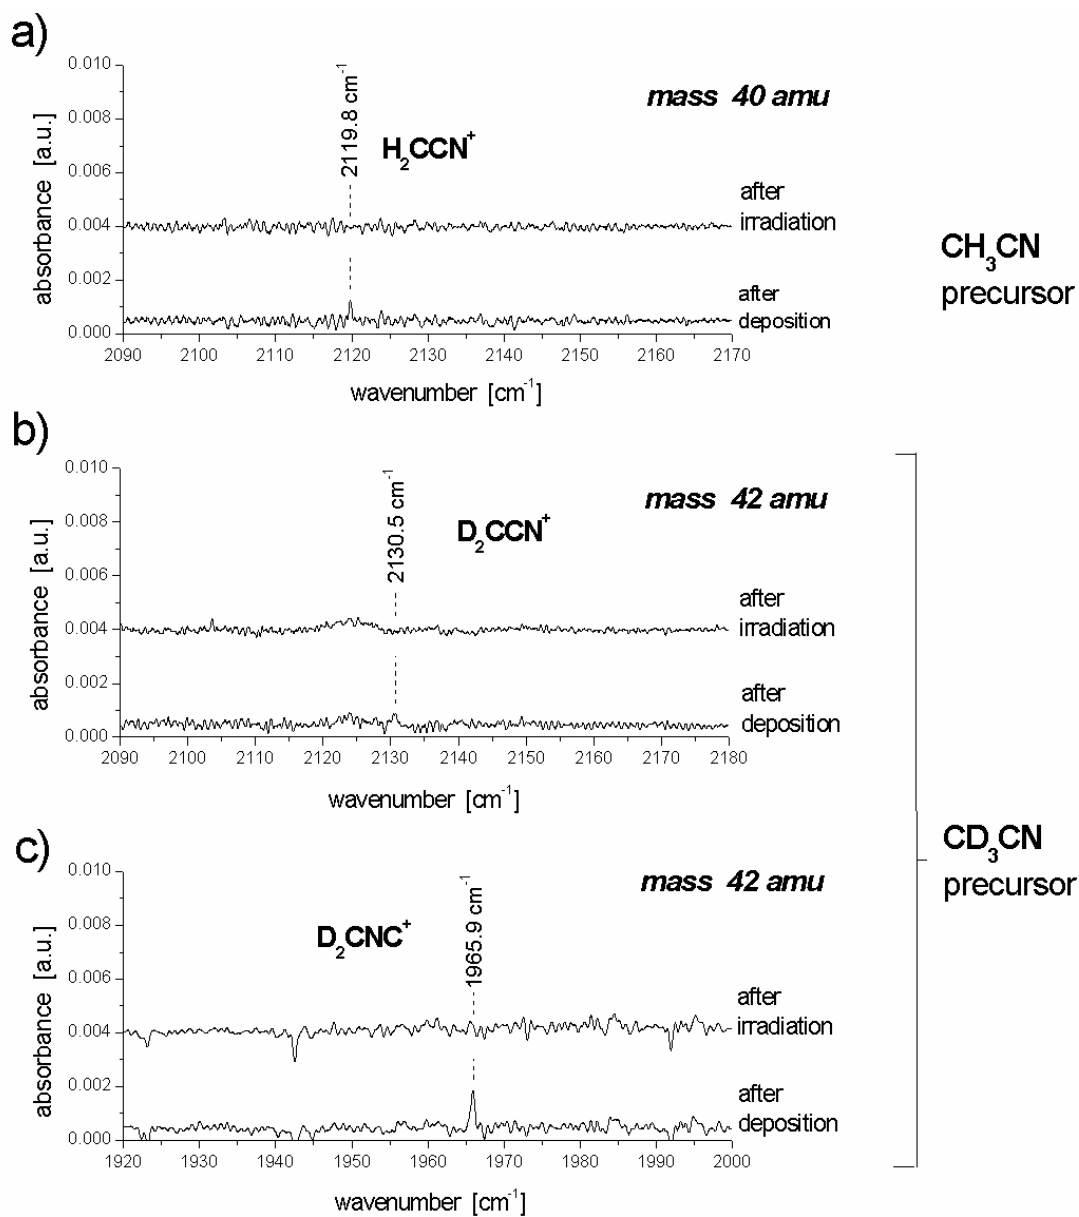 a)
mass 40 amu
H₂CCN⁺
2119.8 cm⁻¹
absorbance [a.u.]
0.010
0.008
0.006
0.004
0.002
0.000
after
irradiation
after
deposition
2090 2100 2110 2120 2130 2140 2150 2160 2170
wavenumber [cm⁻¹]
CH₃CN
precursor
b)
mass 42 amu
D₂CCN⁺
2130.5 cm⁻¹
absorbance [a.u.]
0.010
0.008
0.006
0.004
0.002
0.000
after
irradiation
after
deposition
2090 2100 2110 2120 2130 2140 2150 2160 2170 2180
wavenumber [cm⁻¹]
c)
mass 42 amu
D₂CNC⁺
1965.9 cm⁻¹
absorbance [a.u.]
0.010
0.008
0.006
0.004
0.002
0.000
after
irradiation
after
deposition
1920 1930 1940 1950 1960 1970 1980 1990 2000
wavenumber [cm⁻¹]
CD₃CN
precursor